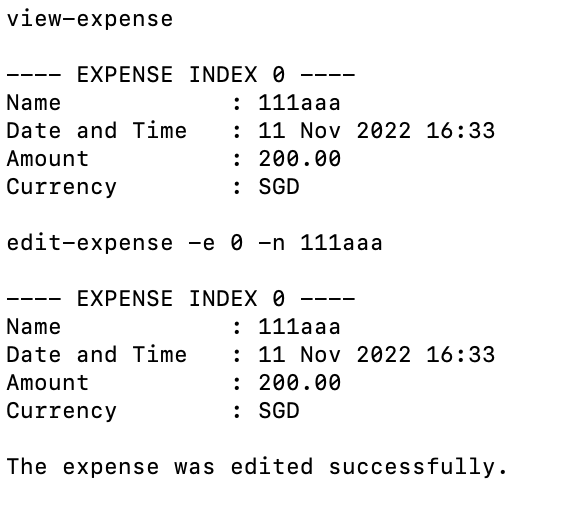 view-expense
---- EXPENSE INDEX 0 ----
Name            : 111aaa
Date and Time   : 11 Nov 2022 16:33
Amount          : 200.00
Currency        : SGD
edit-expense -e 0 -n 111aaa
---- EXPENSE INDEX 0 ----
Name            : 111aaa
Date and Time   : 11 Nov 2022 16:33
Amount          : 200.00
Currency        : SGD
The expense was edited successfully.